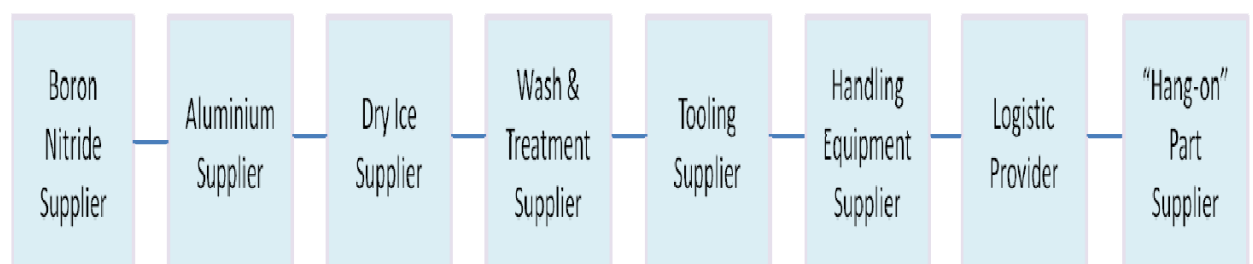 Boron
Nitride
Supplier
Aluminium
Supplier
Dry Ice
Supplier
Wash &
Treatment
Supplier
Tooling
Supplier
Handling
Equipment
Supplier
Logistic
Provider
“Hang-on”
Part
Supplier